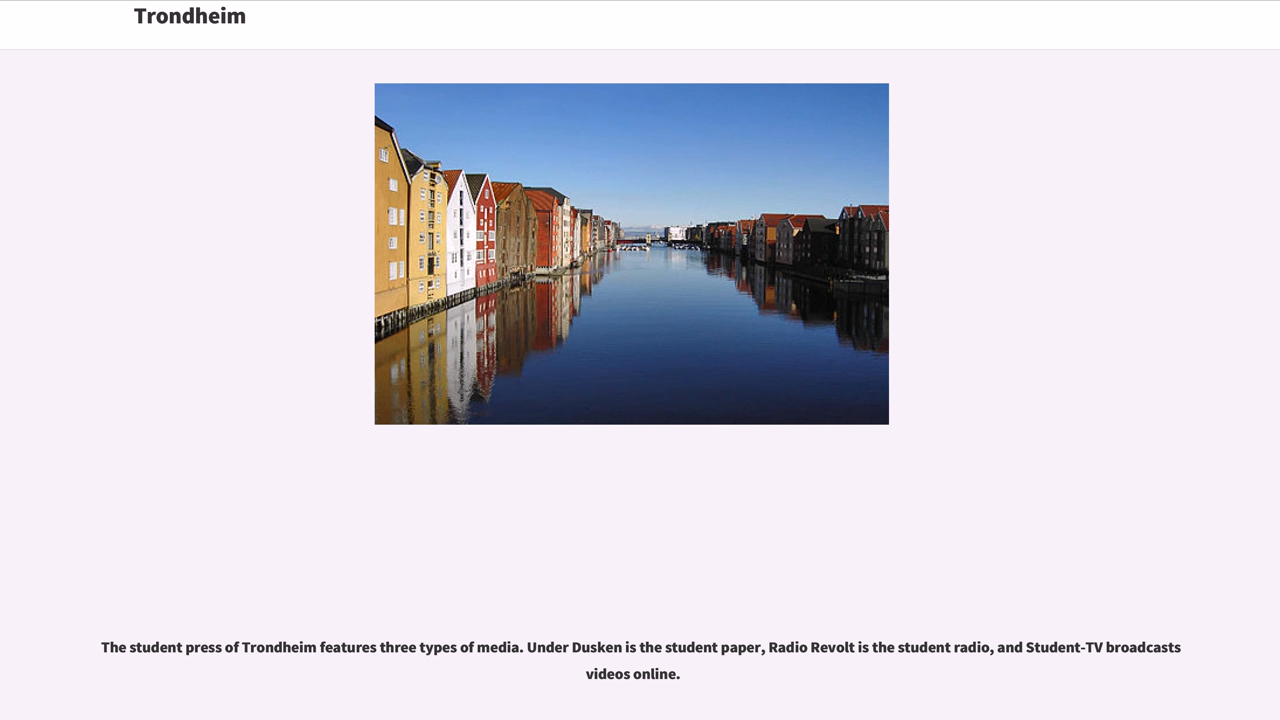 Trondheim
The student press of Trondheim features three types of media. Under Dusken is the student paper, Radio Revolt is the student radio, and Student-TV broadcasts
videos online.